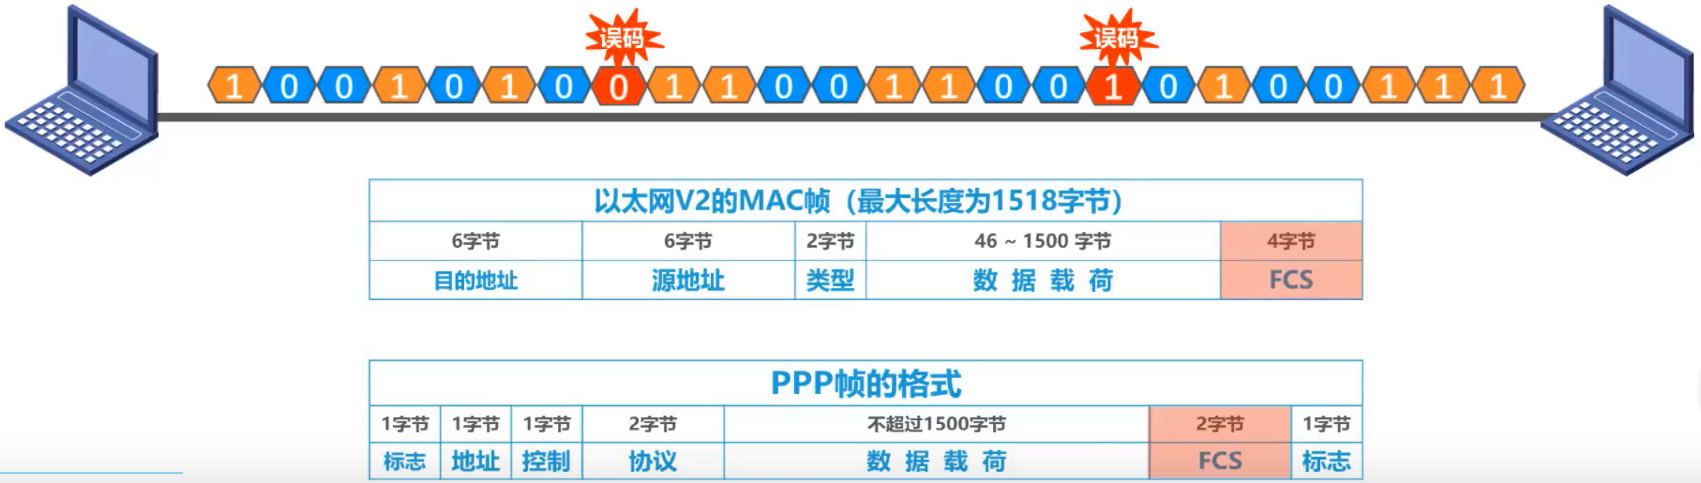 误码 误码
1 0 0 1 0 1 0 0 1 1 0 0 1 1 0 0 1 0 1 0 0 1 1 1
以太网V2的MAC帧（最大长度为1518字节）
6字节 6字节 2字节 46 ~ 1500 字节 4字节
目的地址 源地址 类型 数 据 载 荷 FCS
PPP帧的格式
1字节 1字节 1字节 2字节 不超过1500字节 2字节 1字节
标志 地址 控制 协议 数 据 载 荷 FCS 标志